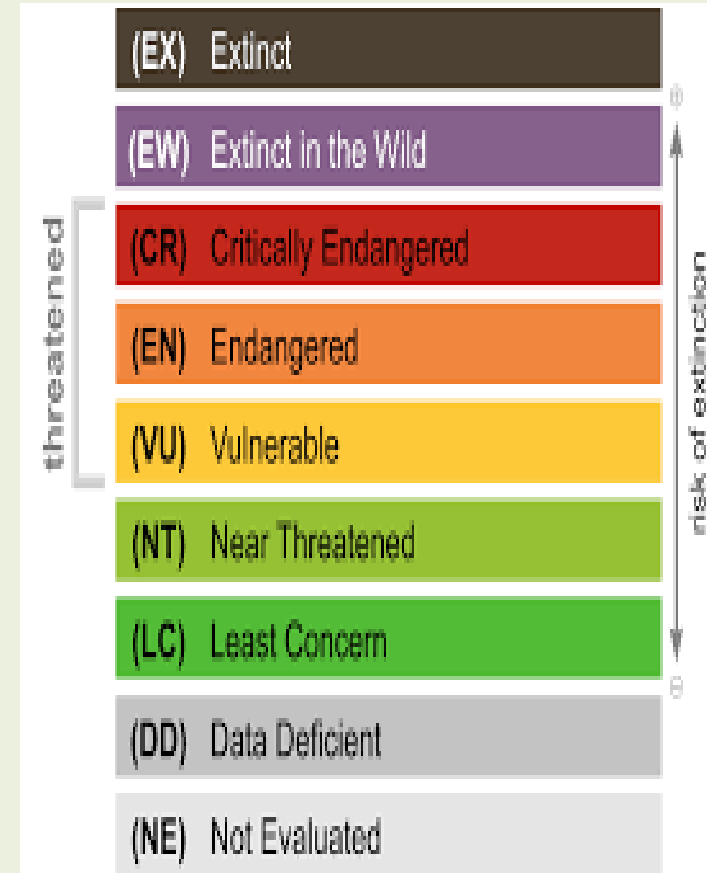 (EX) Extinct
(EW) Extinct in the Wild
(CR) Critically Endangered
(EN) Endangered
(VU) Vulnerable
(NT) Near Threatened
(LC) Least Concern
(DD) Data Deficient
(NE) Not Evaluated
threatened
risk of extinction